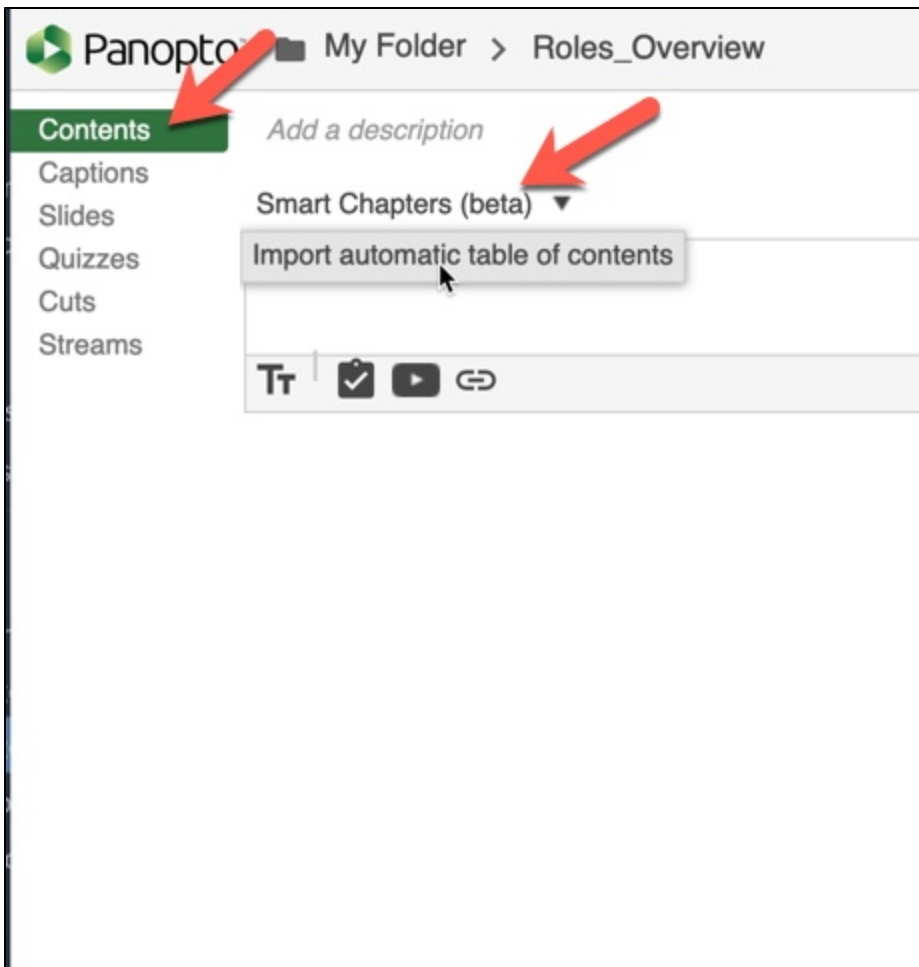 Panopto My Folder > Roles_Overview
Contents
Add a description
Captions
Smart Chapters (beta)
Slides
Import automatic table of contents
Quizzes
Cuts
Streams
TT